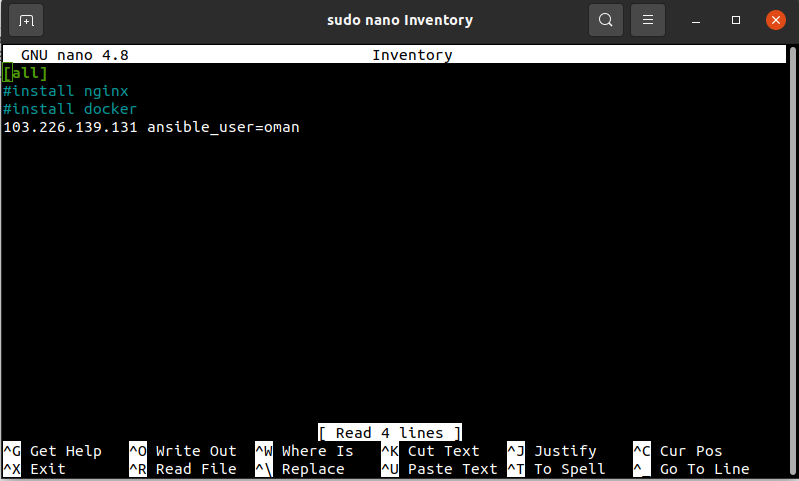 sudo nano Inventory
GNU nano 4.8 Inventory
[all]
#install nginx
#install docker
103.226.139.131 ansible_user=oman
[ Read 4 lines ]
^G Get Help ^O Write Out ^W Where Is ^K Cut Text ^J Justify ^C Cur Pos
^X Exit ^R Read File ^\ Replace ^U Paste Text ^T To Spell ^_ Go To Line